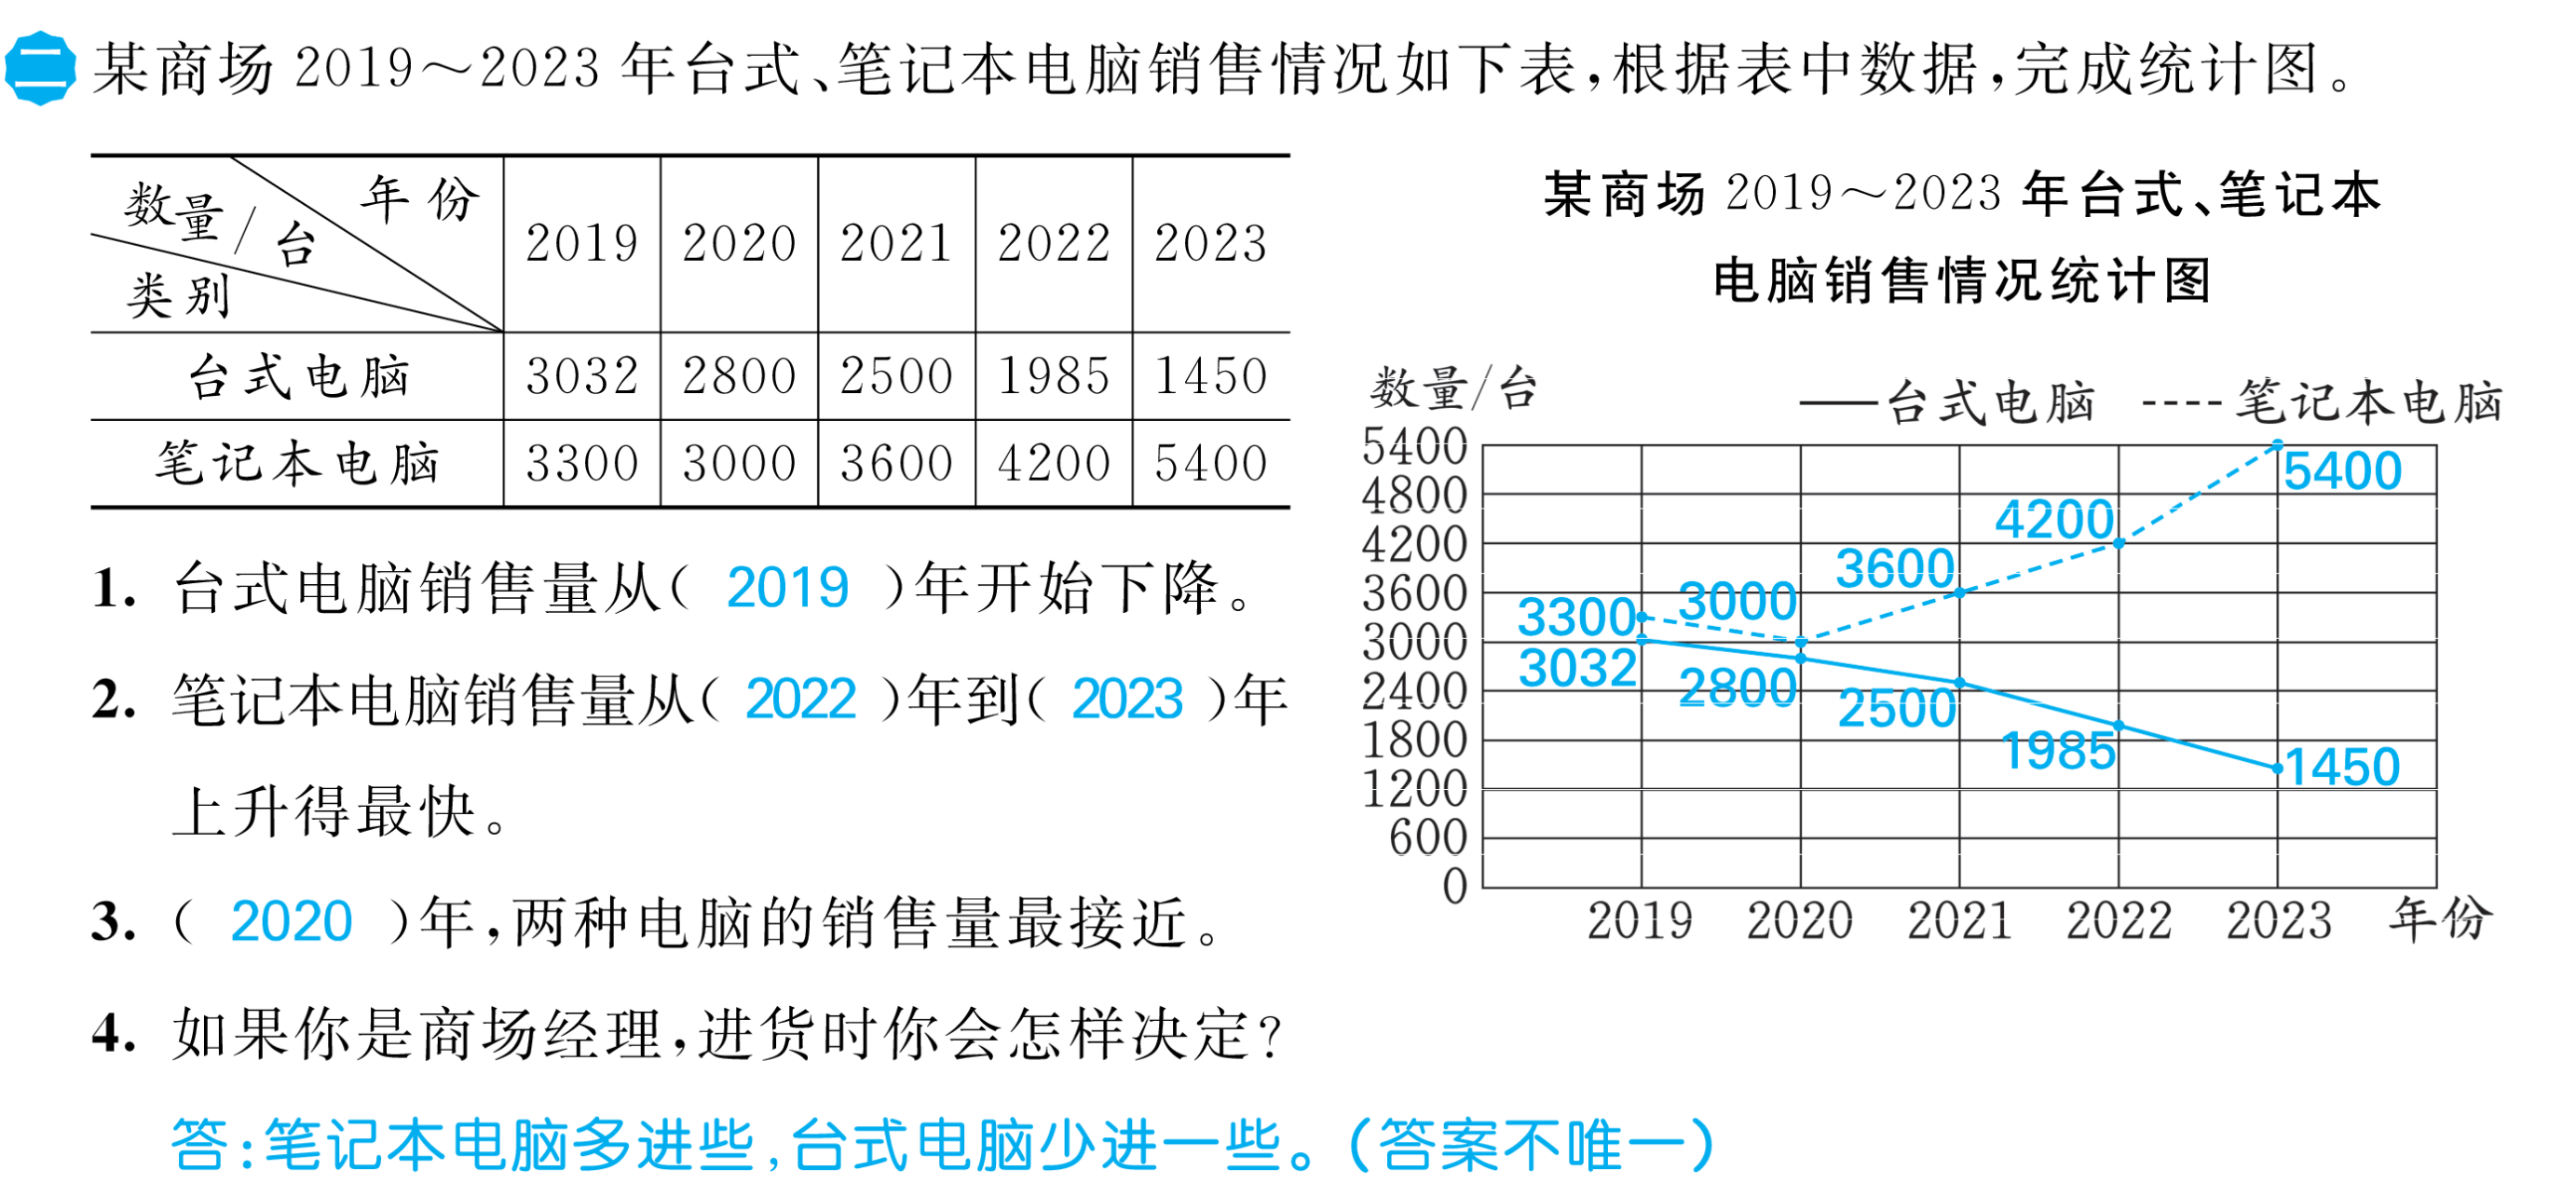 二 某商场 2019～2023 年台式、笔记本电脑销售情况如下表,根据表中数据,完成统计图。
数量/台 年份 类别 2019 2020 2021 2022 2023
台式电脑 3032 2800 2500 1985 1450
笔记本电脑 3300 3000 3600 4200 5400
1. 台式电脑销售量从( 2019 )年开始下降。
2. 笔记本电脑销售量从( 2022 )年到( 2023 )年
上升得最快。
3. ( 2020 )年,两种电脑的销售量最接近。
4. 如果你是商场经理,进货时你会怎样决定?
答:笔记本电脑多进些,台式电脑少进一些。(答案不唯一)
某商场 2019～2023 年台式、笔记本
电脑销售情况统计图
数量/台 ——台式电脑 ----笔记本电脑
5400
4800
4200
3600
3000
2400
1800
1200
600
0
3300 3000 3600 4200 5400
3032 2800 2500 1985 1450
2019 2020 2021 2022 2023 年份